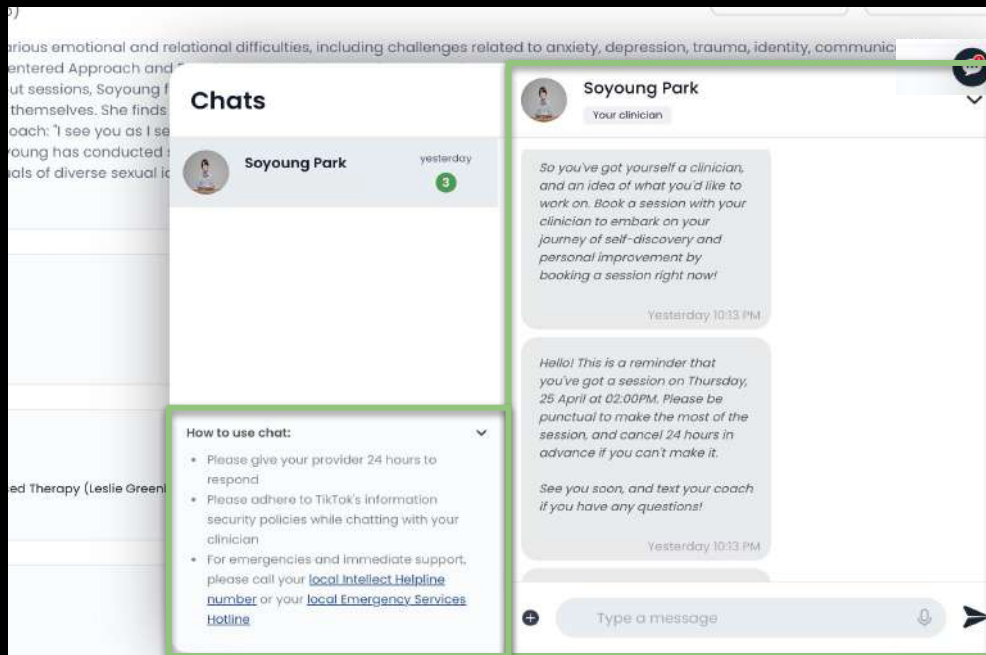 arious emotional and relational difficulties, including challenges related to anxiety, depression, trauma, identity, communic
entered Approach and
ut sessions, Soyoung f
themselves. She finds
oach: "I see you as I se
young has conducted
als of diverse sexual
ed Therapy (Leslie Green
Chats
Soyoung Park
yesterday
3
How to use chat:
• Please give your provider 24 hours to
respond
• Please adhere to TikTok's information
security policies while chatting with your
clinician
• For emergencies and immediate support,
please call your local Intellect Helpline
number or your local Emergency Services
Hotline
Soyoung Park
Your clinician
So you've got yourself a clinician,
and an idea of what you'd like to
work on. Book a session with your
clinician to embark on your
journey of self-discovery and
personal improvement by
booking a session right now!
Yesterday 10:13 PM
Hello! This is a reminder that
you've got a session on Thursday,
25 April at 02:00PM. Please be
punctual to make the most of the
session, and cancel 24 hours in
advance if you can't make it.
See you soon, and text your coach
if you have any questions!
Yesterday 10:13 PM
Type a message